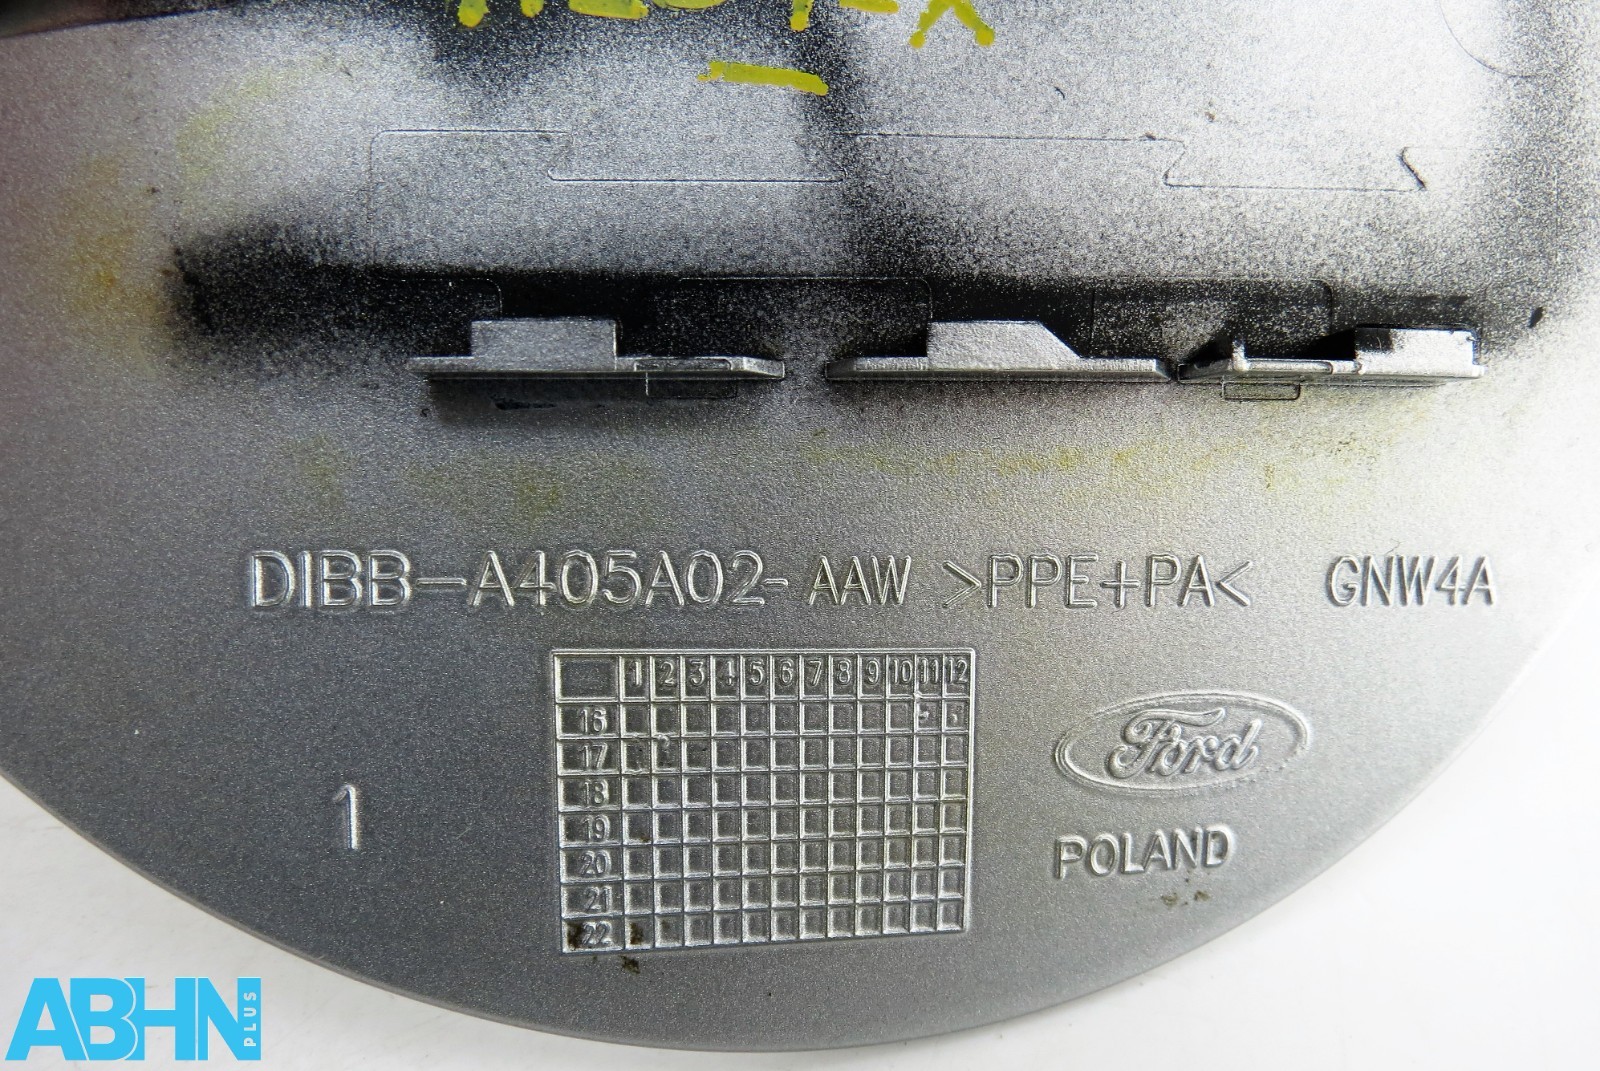 DIBB-A405A02-AAW >PPE+PA< GNW4A
1 2 3 4 5 6 7 8 9 10 11 12
16
17
18
19
20
21
22
1
Ford
POLAND
ABHN PLUS